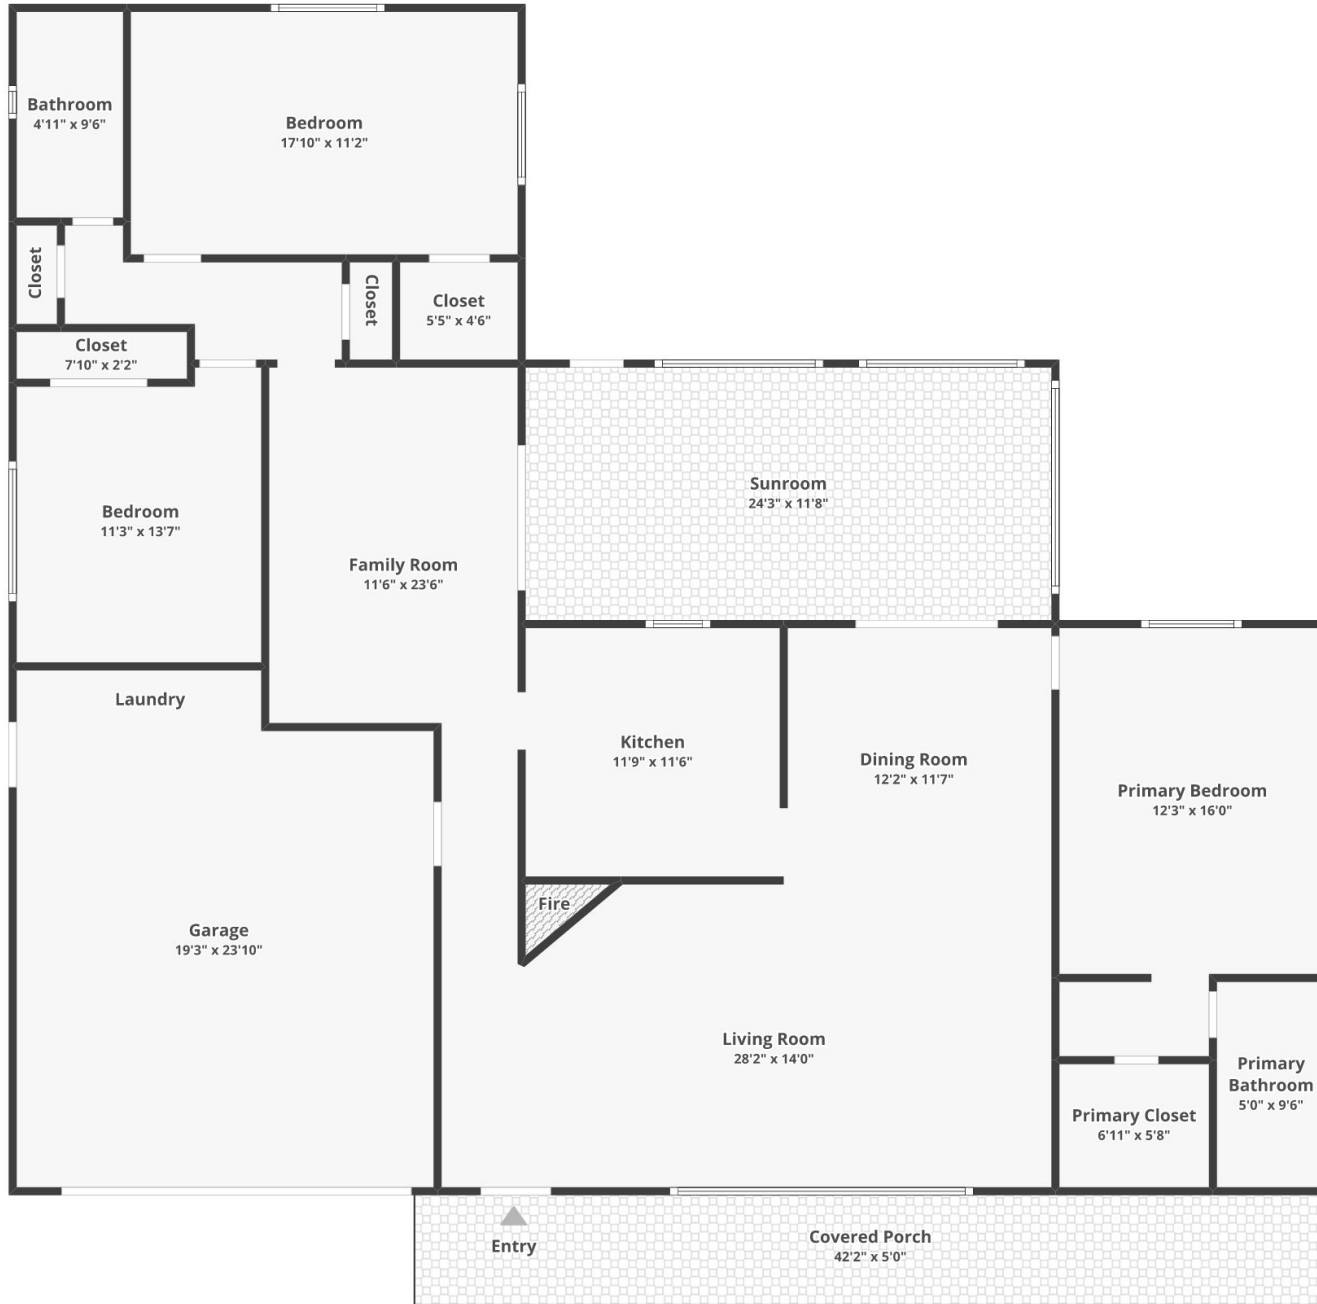 Bathroom
4'11" x 9'6"
Bedroom
17'10" x 11'2"
Closet
Closet
Closet
5'5" x 4'6"
Closet
7'10" x 2'2"
Sunroom
24'3" x 11'8"
Bedroom
11'3" x 13'7"
Family Room
11'6" x 23'6"
Laundry
Kitchen
11'9" x 11'6"
Dining Room
12'2" x 11'7"
Primary Bedroom
12'3" x 16'0"
Fire
Garage
19'3" x 23'10"
Living Room
28'2" x 14'0"
Primary
Bathroom
5'0" x 9'6"
Primary Closet
6'11" x 5'8"
Entry
Covered Porch
42'2" x 5'0"